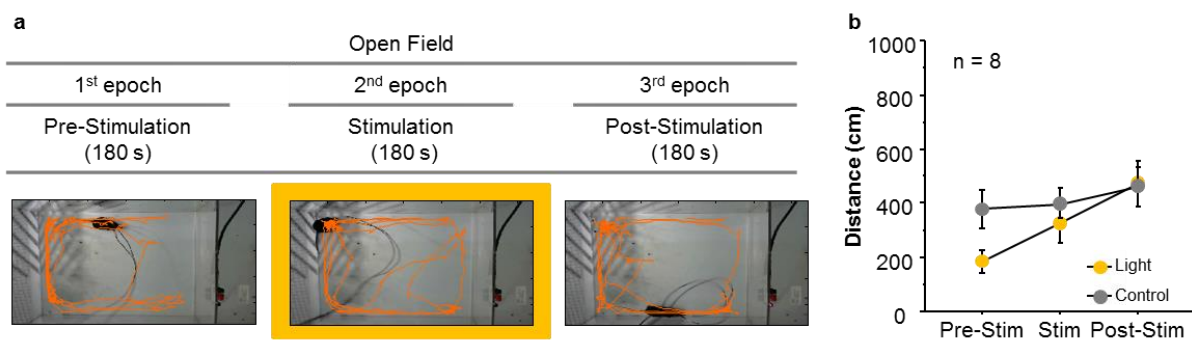 a
Open Field
1st epoch
2nd epoch
3rd epoch
Pre-Stimulation
(180 s)
Stimulation
(180 s)
Post-Stimulation
(180 s)
b
n = 8
Distance (cm)
1000
800
600
400
200
0
Light
Control
Pre-Stim
Stim
Post-Stim